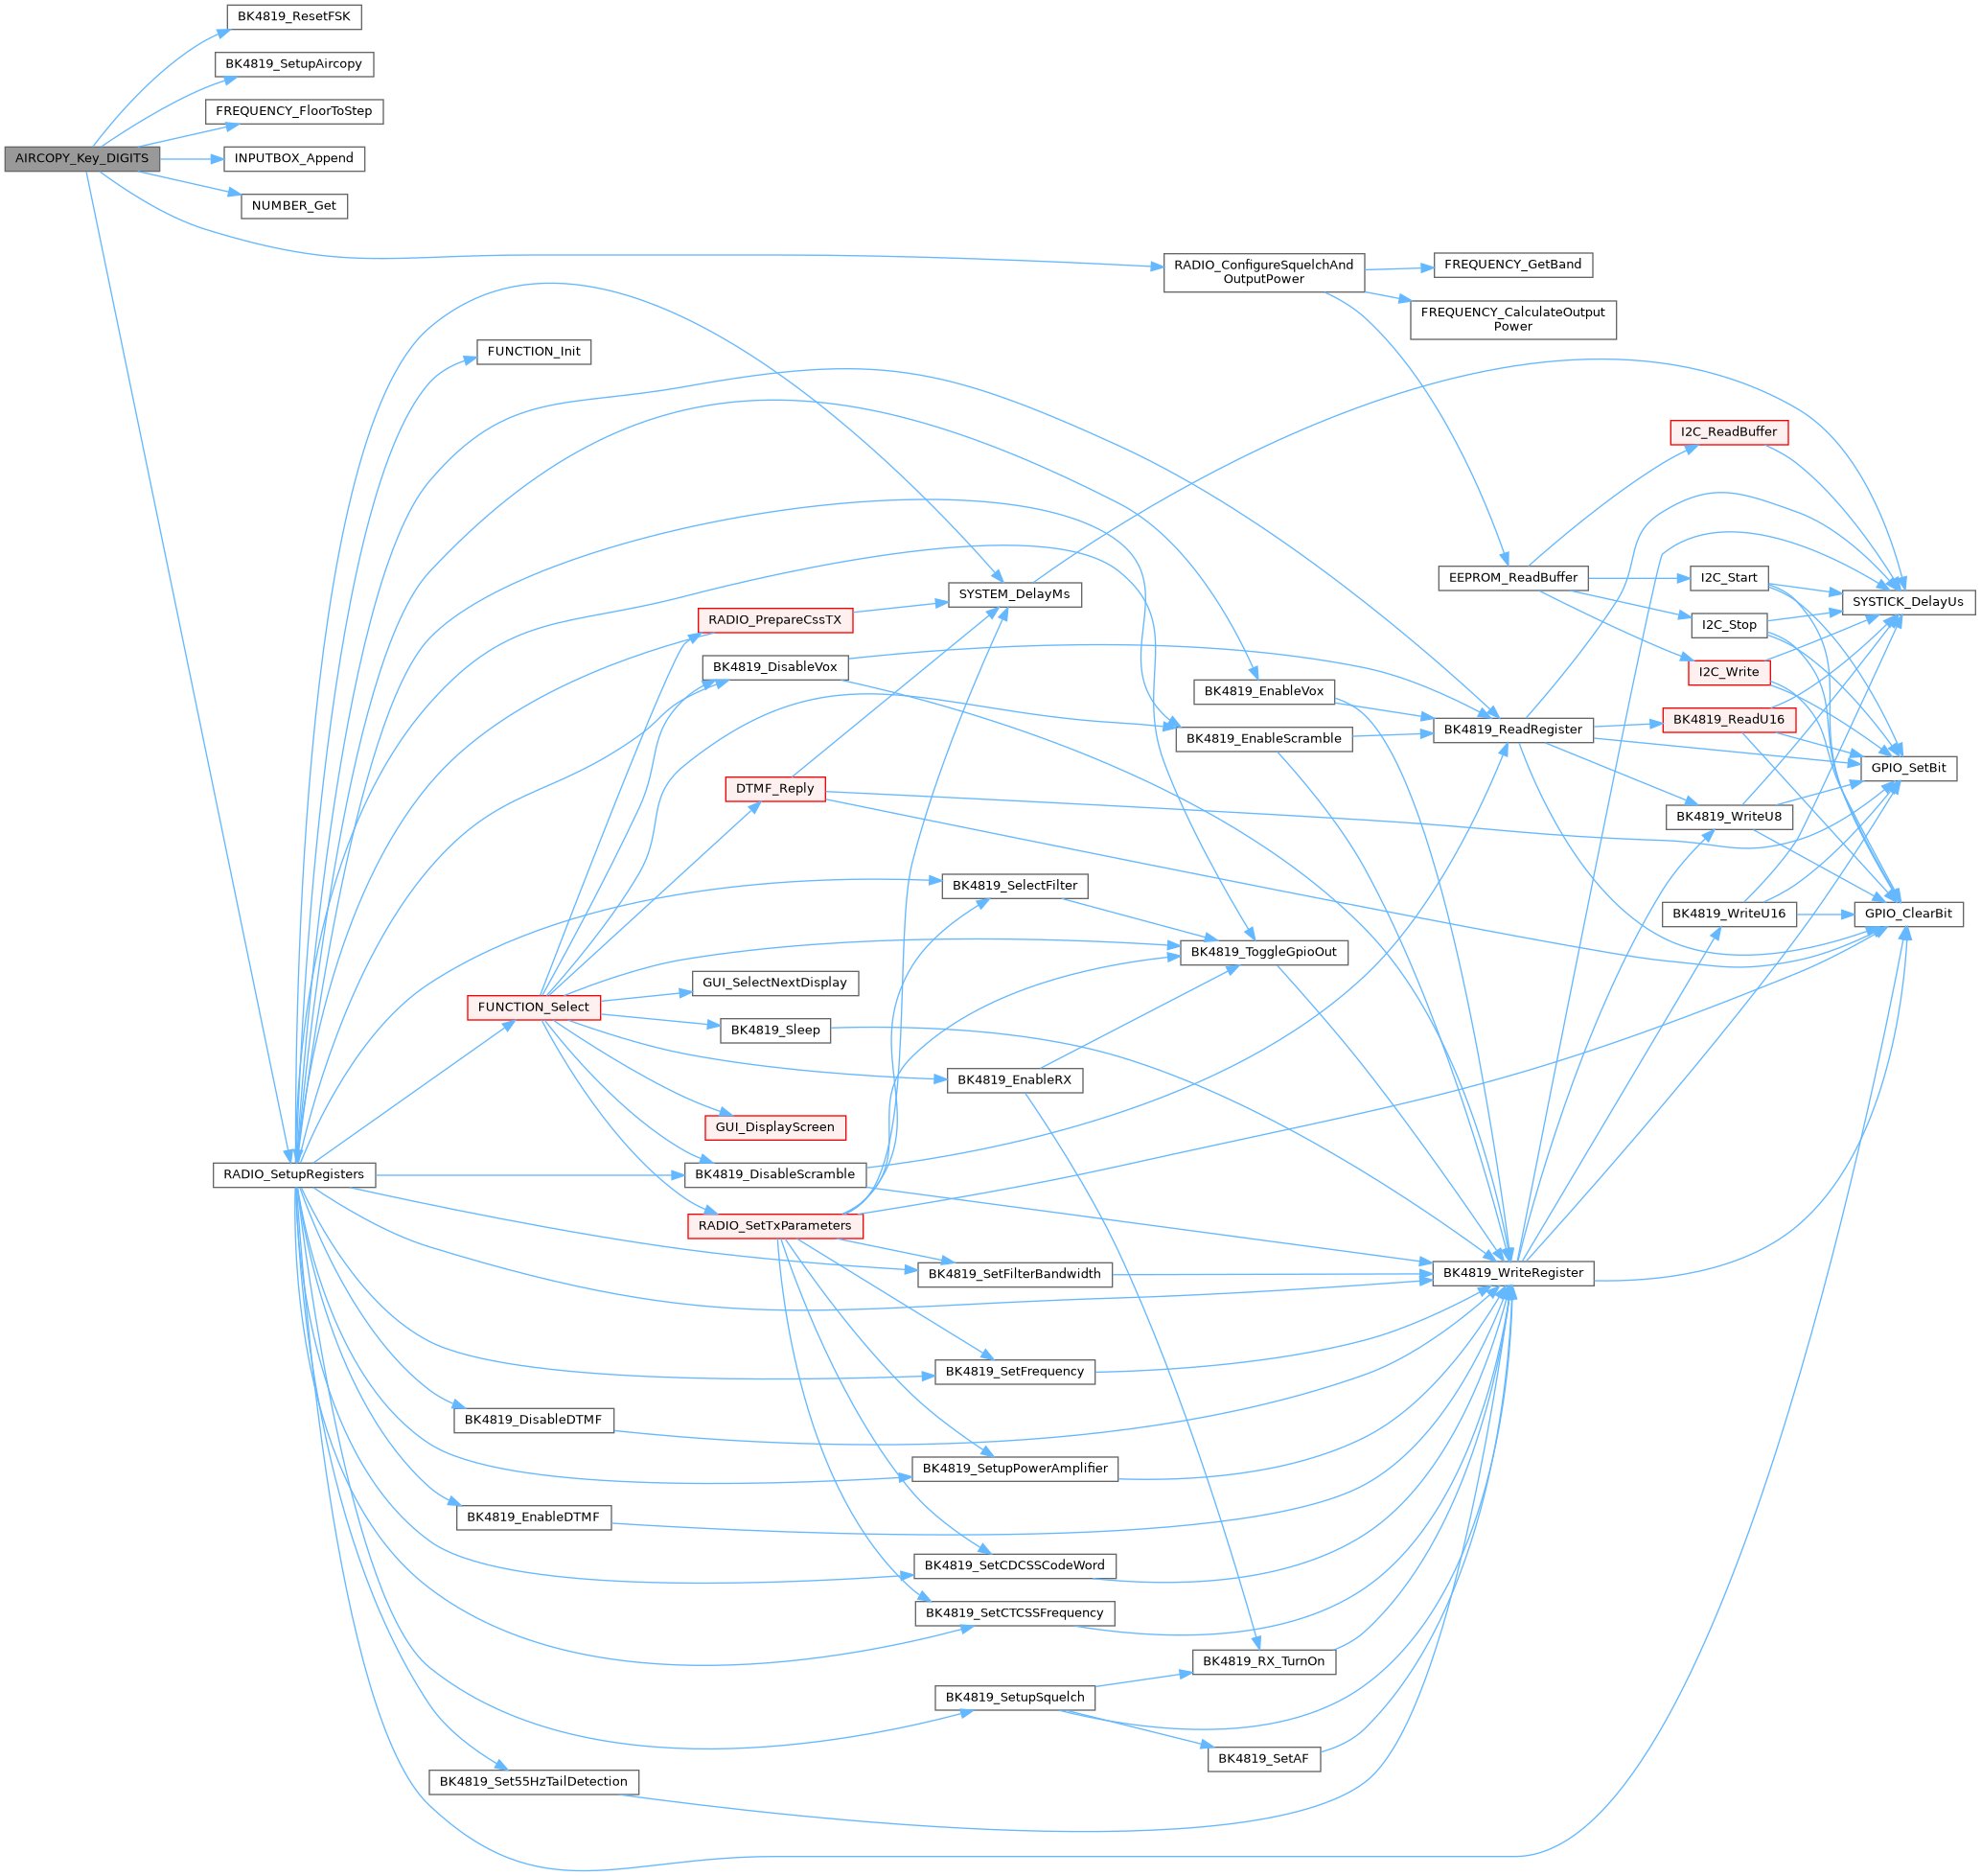 BK4819_ResetFSK
BK4819_SetupAircopy
FREQUENCY_FloorToStep
AIRCOPY_Key_DIGITS
INPUTBOX_Append
NUMBER_Get
RADIO_ConfigureSquelchAnd
OutputPower
FREQUENCY_GetBand
FREQUENCY_CalculateOutput
Power
FUNCTION_Init
I2C_ReadBuffer
EEPROM_ReadBuffer
I2C_Start
SYSTEM_DelayMs
SYSTICK_DelayUs
RADIO_PrepareCssTX
I2C_Stop
BK4819_DisableVox
I2C_Write
BK4819_EnableVox
BK4819_ReadU16
BK4819_ReadRegister
BK4819_EnableScramble
GPIO_SetBit
DTMF_Reply
BK4819_WriteU8
BK4819_SelectFilter
BK4819_WriteU16
GPIO_ClearBit
BK4819_ToggleGpioOut
GUI_SelectNextDisplay
FUNCTION_Select
BK4819_Sleep
BK4819_EnableRX
GUI_DisplayScreen
RADIO_SetupRegisters
BK4819_DisableScramble
RADIO_SetTxParameters
BK4819_SetFilterBandwidth
BK4819_WriteRegister
BK4819_SetFrequency
BK4819_DisableDTMF
BK4819_SetupPowerAmplifier
BK4819_EnableDTMF
BK4819_SetCDCSSCodeWord
BK4819_SetCTCSSFrequency
BK4819_RX_TurnOn
BK4819_SetupSquelch
BK4819_SetAF
BK4819_Set55HzTailDetection